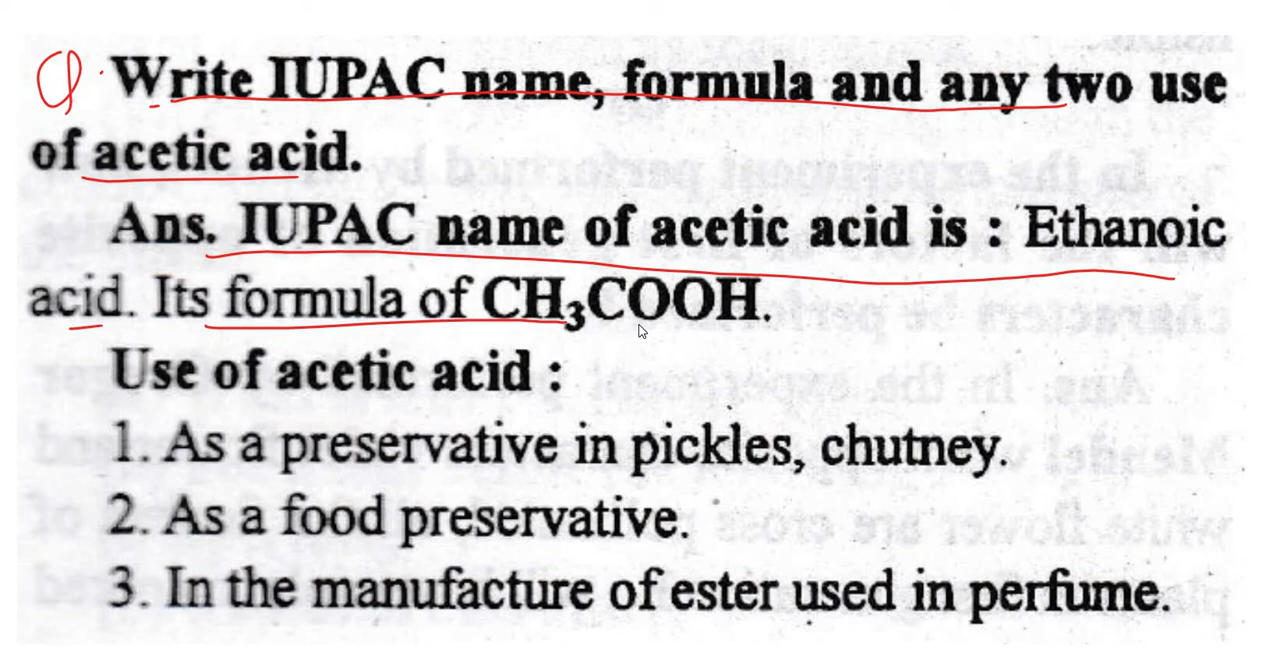 Q. Write IUPAC name, formula and any two use
of acetic acid.
Ans. IUPAC name of acetic acid is : Ethanoic
acid. Its formula of CH₃COOH.
Use of acetic acid :
1. As a preservative in pickles, chutney.
2. As a food preservative.
3. In the manufacture of ester used in perfume.